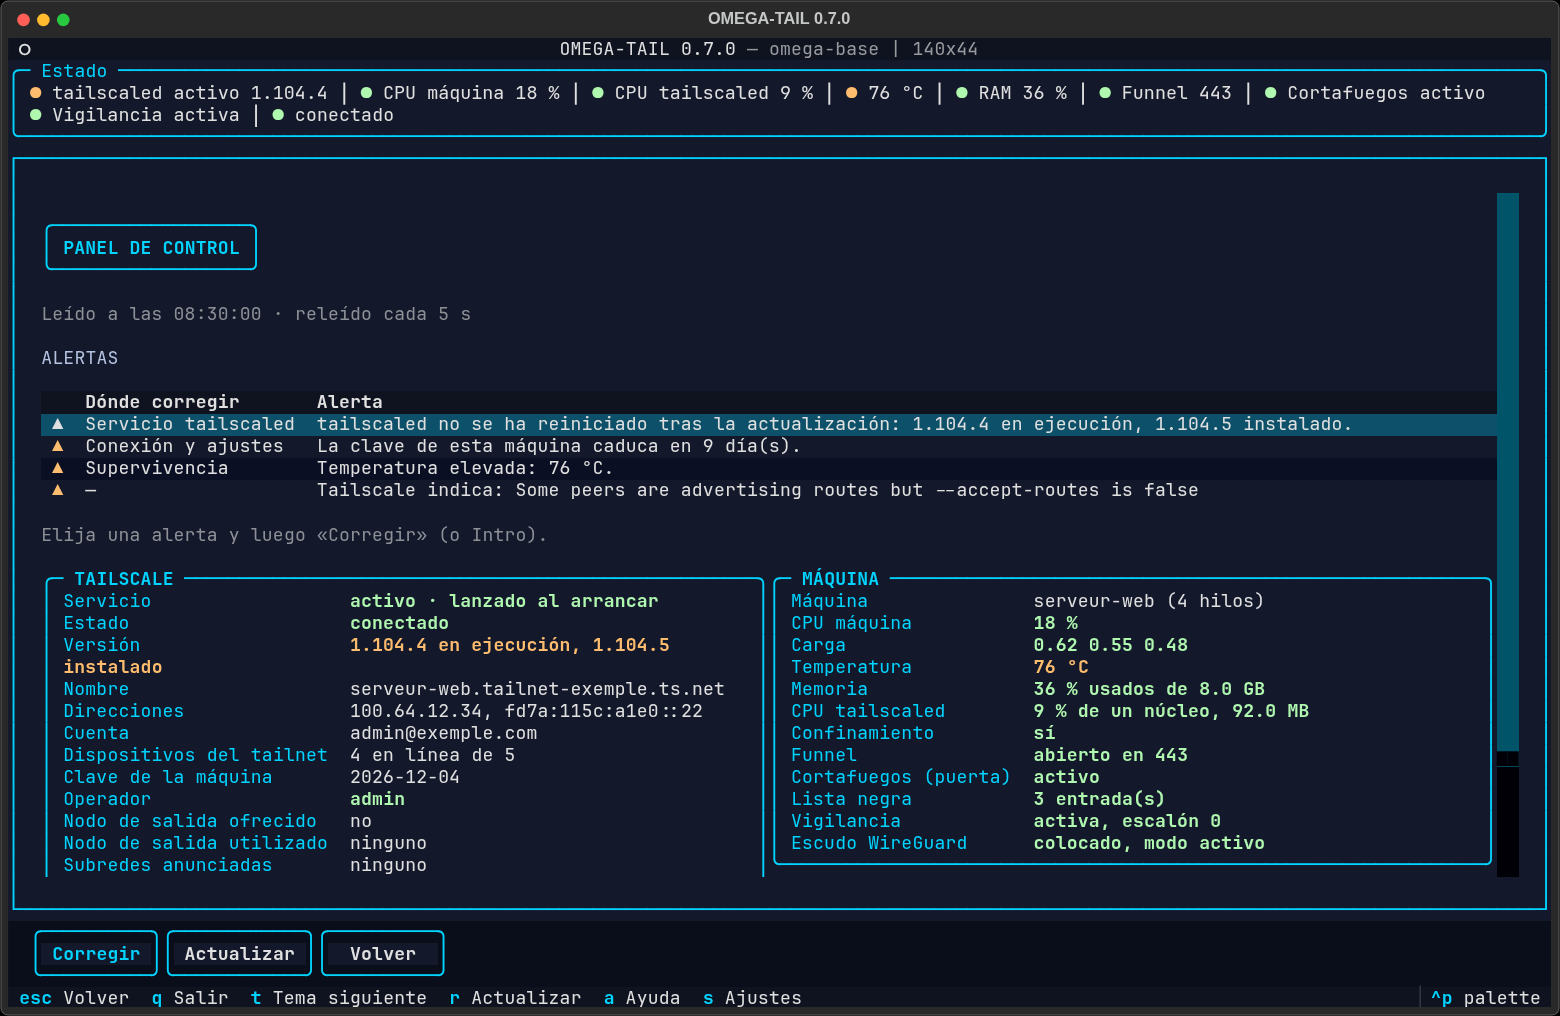 OMEGA-TAIL 0.7.0
OMEGA-TAIL 0.7.0 — omega-base | 140x44
Estado
● tailscaled activo 1.104.4 │ ● CPU máquina 18 % │ ● CPU tailscaled 9 % │ ● 76 °C │ ● RAM 36 % │ ● Funnel 443 │ ● Cortafuegos activo
● Vigilancia activa │ ● conectado
PANEL DE CONTROL
Leído a las 08:30:00 · releído cada 5 s
ALERTAS
Dónde corregir Alerta
▲ Servicio tailscaled tailscaled no se ha reiniciado tras la actualización: 1.104.4 en ejecución, 1.104.5 instalado.
▲ Conexión y ajustes La clave de esta máquina caduca en 9 día(s).
▲ Supervivencia Temperatura elevada: 76 °C.
▲ — Tailscale indica: Some peers are advertising routes but --accept-routes is false
Elija una alerta y luego «Corregir» (o Intro).
TAILSCALE
Servicio activo · lanzado al arrancar
Estado conectado
Versión 1.104.4 en ejecución, 1.104.5
instalado
Nombre serveur-web.tailnet-exemple.ts.net
Direcciones 100.64.12.34, fd7a:115c:a1e0::22
Cuenta admin@exemple.com
Dispositivos del tailnet 4 en línea de 5
Clave de la máquina 2026-12-04
Operador admin
Nodo de salida ofrecido no
Nodo de salida utilizado ninguno
Subredes anunciadas ninguno
MÁQUINA
Máquina serveur-web (4 hilos)
CPU máquina 18 %
Carga 0.62 0.55 0.48
Temperatura 76 °C
Memoria 36 % usados de 8.0 GB
CPU tailscaled 9 % de un núcleo, 92.0 MB
Confinamiento sí
Funnel abierto en 443
Cortafuegos (puerta) activo
Lista negra 3 entrada(s)
Vigilancia activa, escalón 0
Escudo WireGuard colocado, modo activo
Corregir Actualizar Volver
esc Volver q Salir t Tema siguiente r Actualizar a Ayuda s Ajustes ^p palette